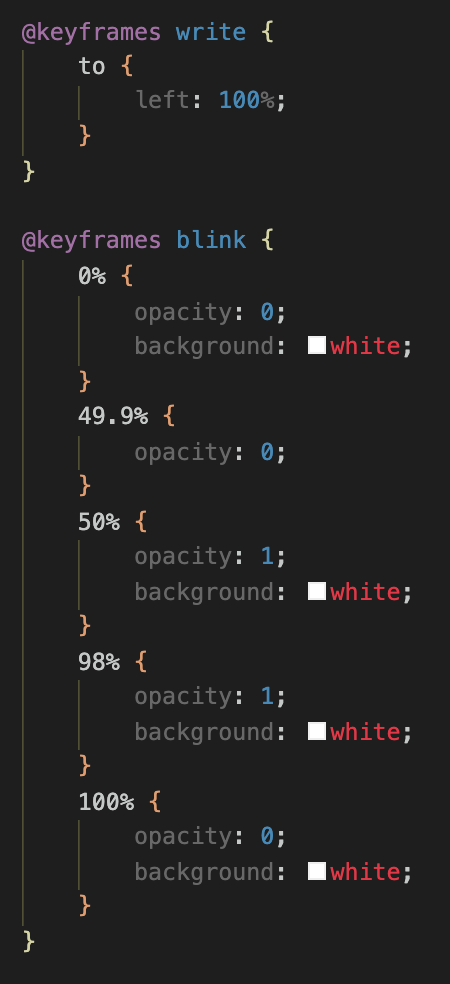 @keyframes write {
    to {
        left: 100%;
    }
}

@keyframes blink {
    0% {
        opacity: 0;
        background: white;
    }
    49.9% {
        opacity: 0;
    }
    50% {
        opacity: 1;
        background: white;
    }
    98% {
        opacity: 1;
        background: white;
    }
    100% {
        opacity: 0;
        background: white;
    }
}